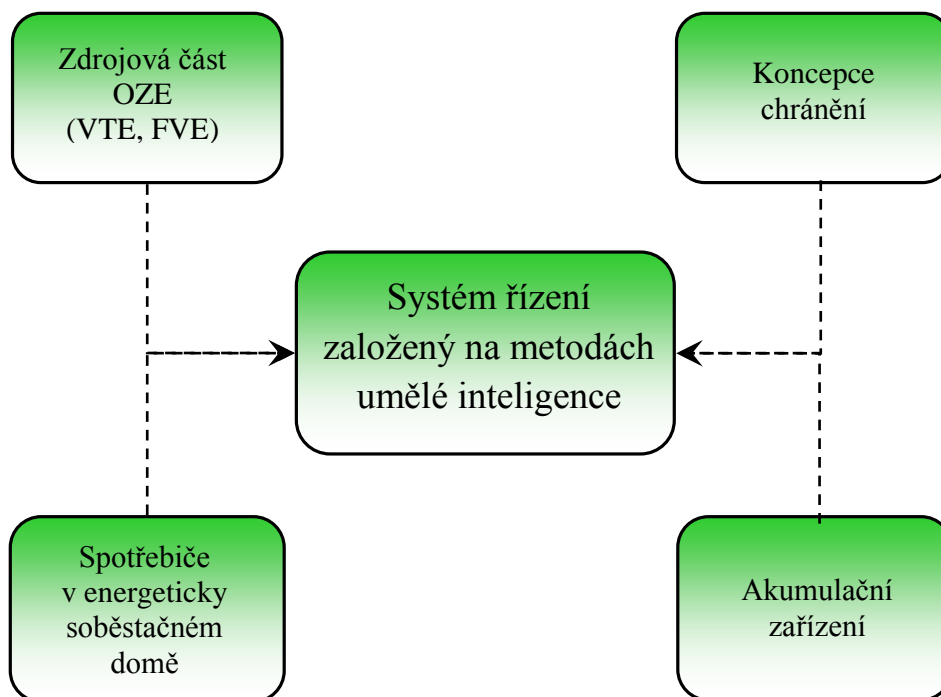 Zdrojová část
OZE
(VTE, FVE)
Koncepce
chránění
Systém řízení
založený na metodách
umělé inteligence
Spotřebiče
v energeticky
soběstačném
domě
Akumulační
zařízení